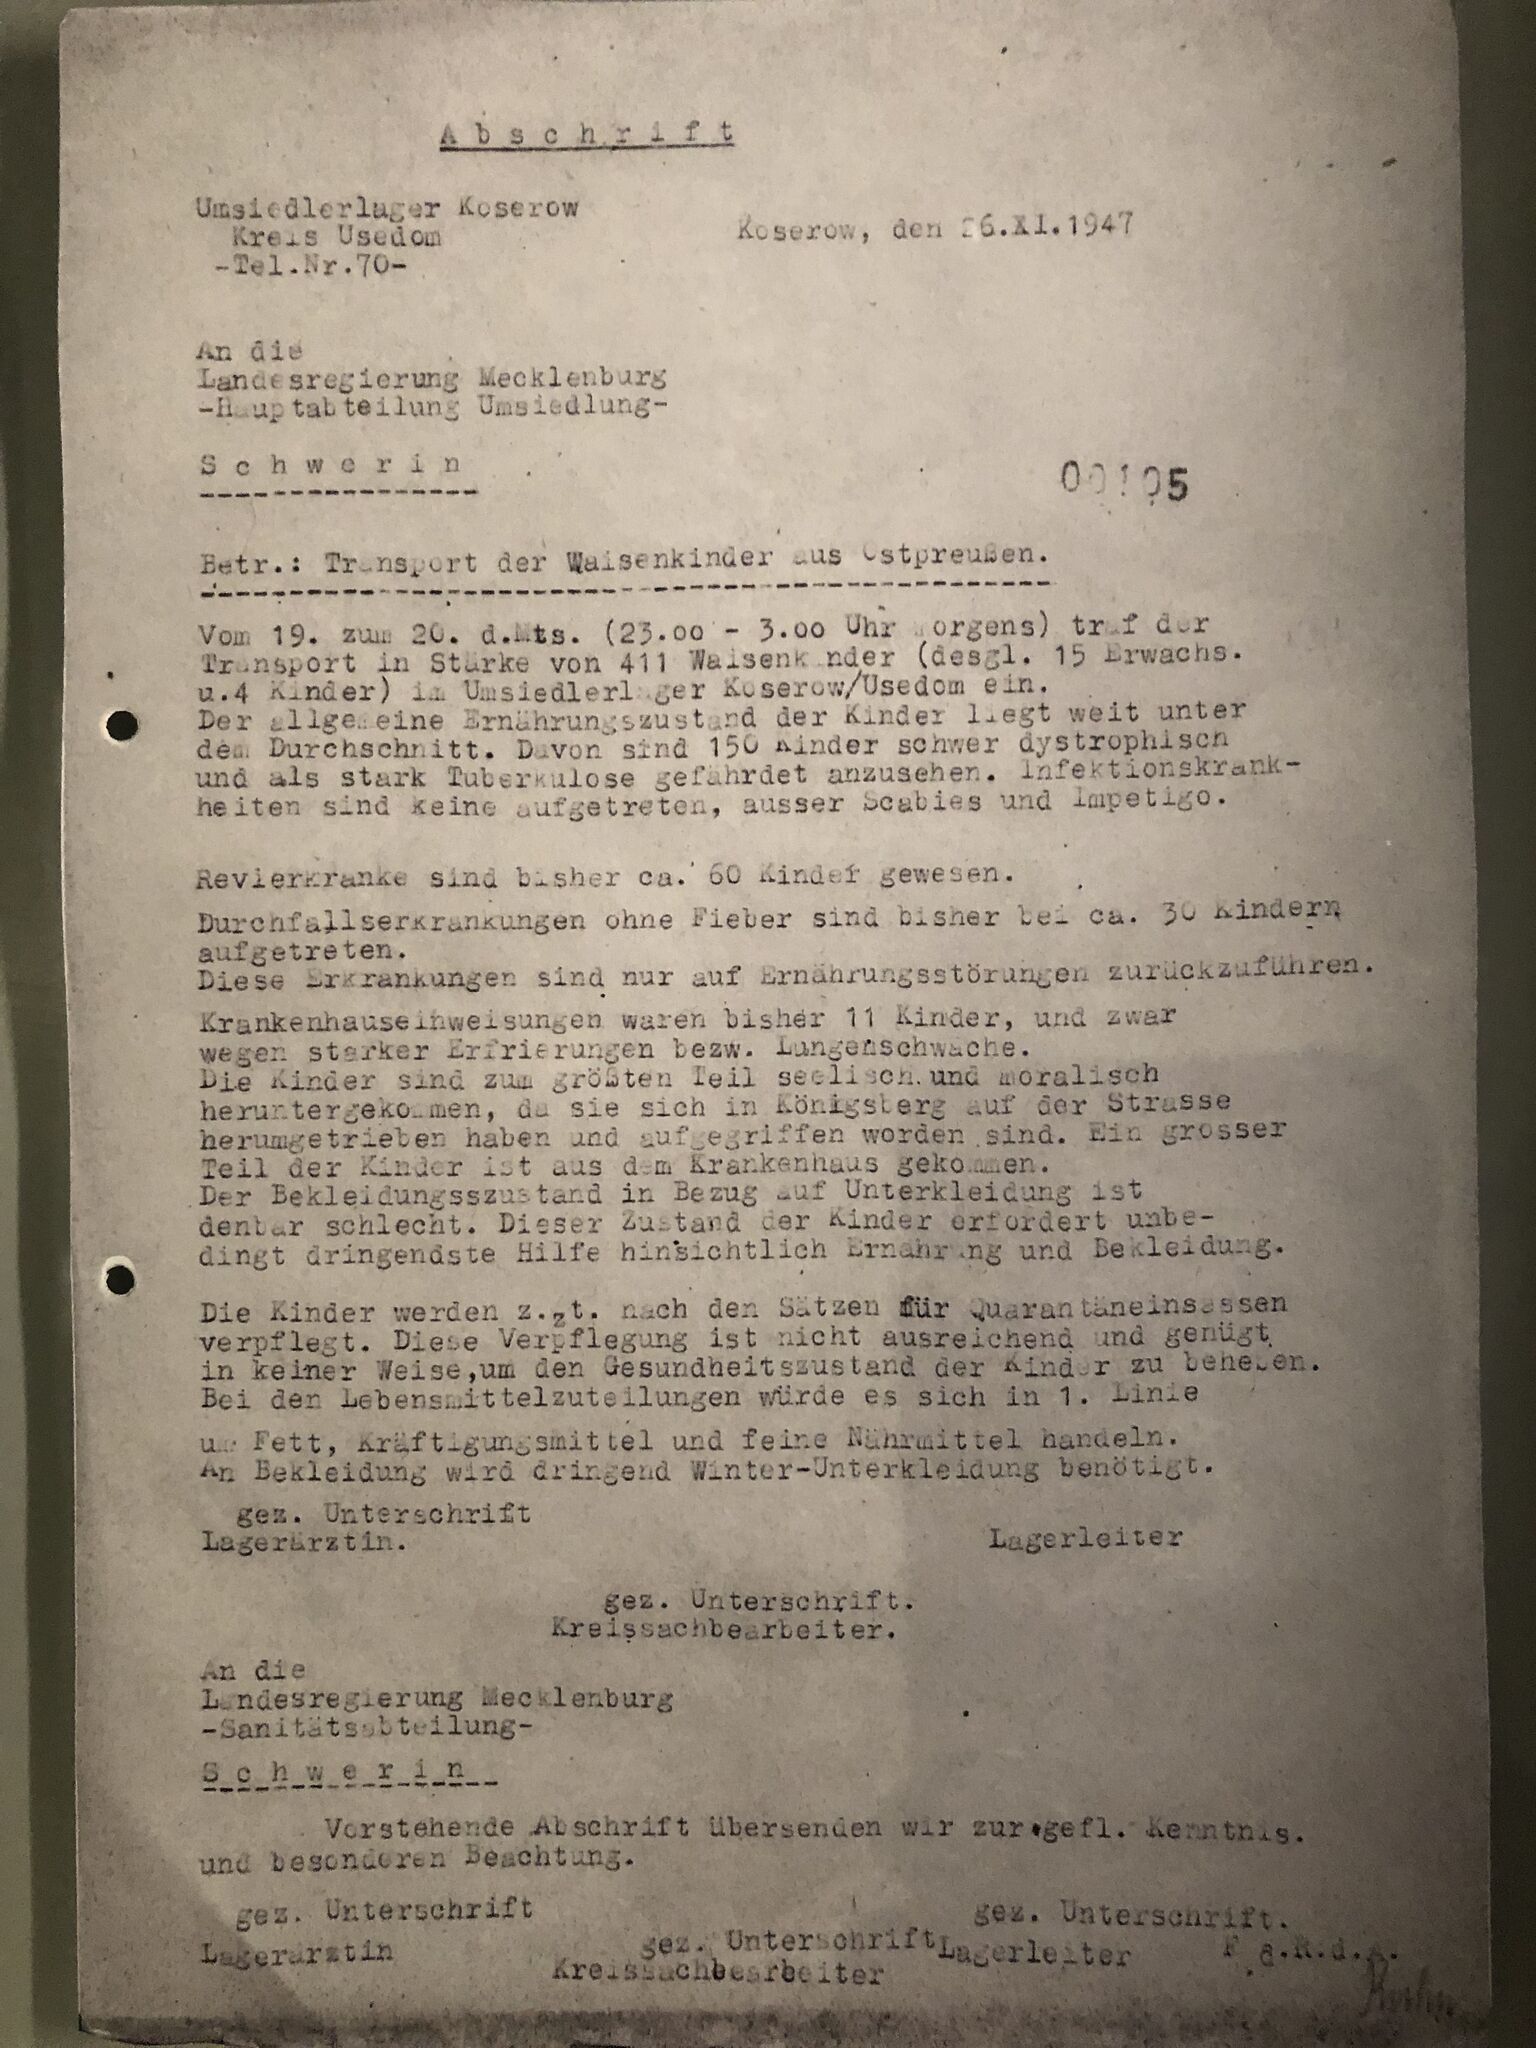 A b s c h r i f t
Umsiedlerlager Koserow
Kreis Usedom
-Tel.Nr.70-
Koserow, den 26.XI.1947
An die
Landesregierung Mecklenburg
-Hauptabteilung Umsiedlung-
S c h w e r i n
00105
Betr.: Transport der Waisenkinder aus Ostpreußen.
Vom 19. zum 20. d.Mts. (23.oo - 3.oo Uhr morgens) traf der
Transport in Stärke von 411 Waisenkinder (desgl. 15 Erwachs.
u.4 Kinder) im Umsiedlerlager Koserow/Usedom ein.
Der allgemeine Ernährungszustand der Kinder liegt weit unter
dem Durchschnitt. Davon sind 150 Kinder schwer dystrophisch
und als stark Tuberkulose gefährdet anzusehen. Infektionskrank-
heiten sind keine aufgetreten, ausser Scabies und Impetigo.
Revierkranke sind bisher ca. 60 Kinder gewesen.
Durchfallserkrankungen ohne Fieber sind bisher bei ca. 30 Kindern
aufgetreten.
Diese Erkrankungen sind nur auf Ernährungsstörungen zurückzuführen.
Krankenhauseinweisungen waren bisher 11 Kinder, und zwar
wegen starker Erfrierungen bezw. Lungenschwäche.
Die Kinder sind zum größten Teil seelisch und moralisch
heruntergekommen, da sie sich in Königsberg auf der Strasse
herumgetrieben haben und aufgegriffen worden sind. Ein grosser
Teil der Kinder ist aus dem Krankenhaus gekommen.
Der Bekleidungsszustand in Bezug auf Unterkleidung ist
denbar schlecht. Dieser Zustand der Kinder erfordert unbe-
dingt dringendste Hilfe hinsichtlich Ernährung und Bekleidung.
Die Kinder werden z.zt. nach den Sätzen für Quarantäneinsassen
verpflegt. Diese Verpflegung ist nicht ausreichend und genügt
in keiner Weise,um den Gesundheitszustand der Kinder zu beheben.
Bei den Lebensmittelzuteilungen würde es sich in 1. Linie
um Fett, Kräftigungsmittel und feine Nährmittel handeln.
An Bekleidung wird dringend Winter-Unterkleidung benötigt.
gez. Unterschrift
Lagerärztin. Lagerleiter
gez. Unterschrift.
Kreissachbearbeiter.
An die
Landesregierung Mecklenburg
-Sanitätsabteilung-
S c h w e r i n
Vorstehende Abschrift übersenden wir zur gefl. Kenntnis.
und besonderen Beachtung.
gez. Unterschrift gez. Unterschrift.
Lagerärztin gez. Unterschrift Lagerleiter F d.R.d.A.
Kreissachbearbeiter